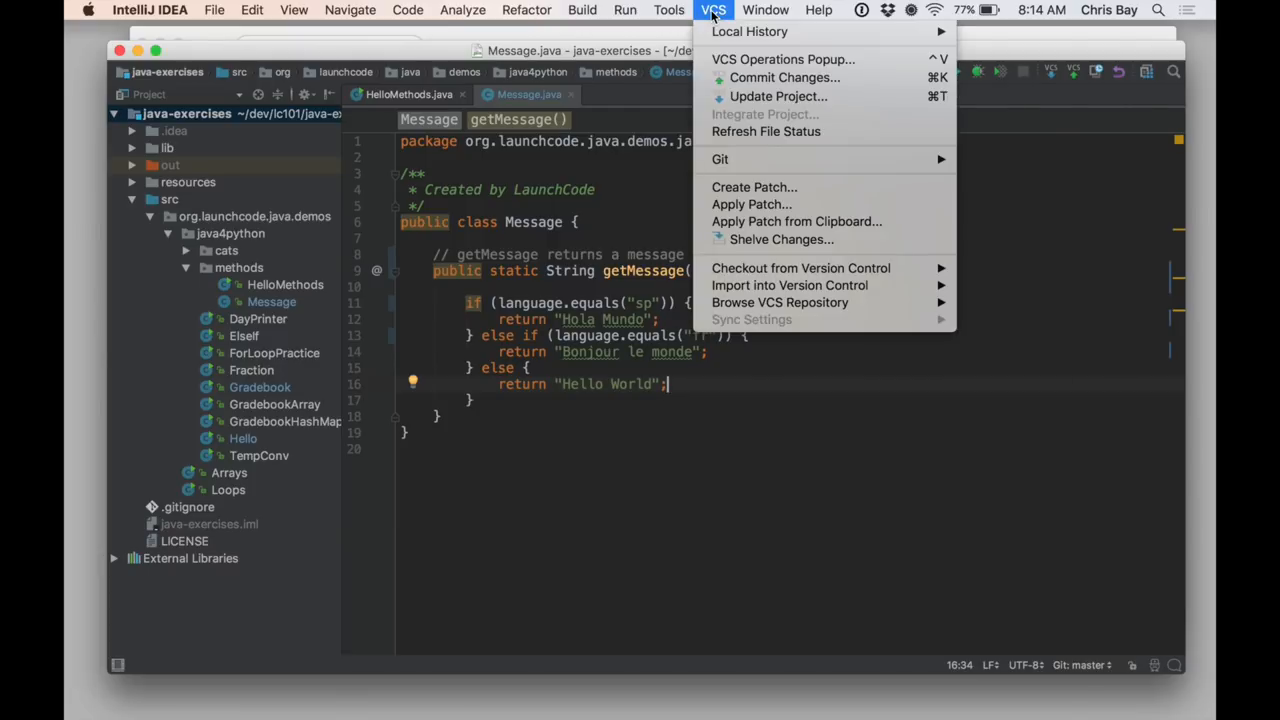 IntelliJ IDEA File Edit View Navigate Code Analyze Refactor Build Run Tools VCS Window Help 77% 8:14 AM Chris Bay
Message.java - java-exercises - [~/de
java-exercises src org launchcode java demos java4python methods Mess
Project
HelloMethods.java
Message.java
java-exercises ~/dev/lc101/java-e
.idea
lib
out
resources
src
org.launchcode.java.demos
java4python
cats
methods
HelloMethods
Message
DayPrinter
ElseIf
ForLoopPractice
Fraction
Gradebook
GradebookArray
GradebookHashMap
Hello
TempConv
Arrays
Loops
.gitignore
java-exercises.iml
LICENSE
External Libraries
Message getMessage()
1 package org.launchcode.java.demos.ja
2
3 /**
4 * Created by LaunchCode
5 */
6 public class Message {
7
8 // getMessage returns a message
9 @ public static String getMessage(
10
11 if (language.equals("sp")) {
12 return "Hola Mundo";
13 } else if (language.equals("fr")) {
14 return "Bonjour le monde";
15 } else {
16 return "Hello World";
17 }
18 }
19 }
20
Local History
VCS Operations Popup... ^V
Commit Changes... ⌘K
Update Project... ⌘T
Integrate Project...
Refresh File Status
Git
Create Patch...
Apply Patch...
Apply Patch from Clipboard...
Shelve Changes...
Checkout from Version Control
Import into Version Control
Browse VCS Repository
Sync Settings
VCS VCS
16:34 LF UTF-8 Git: master